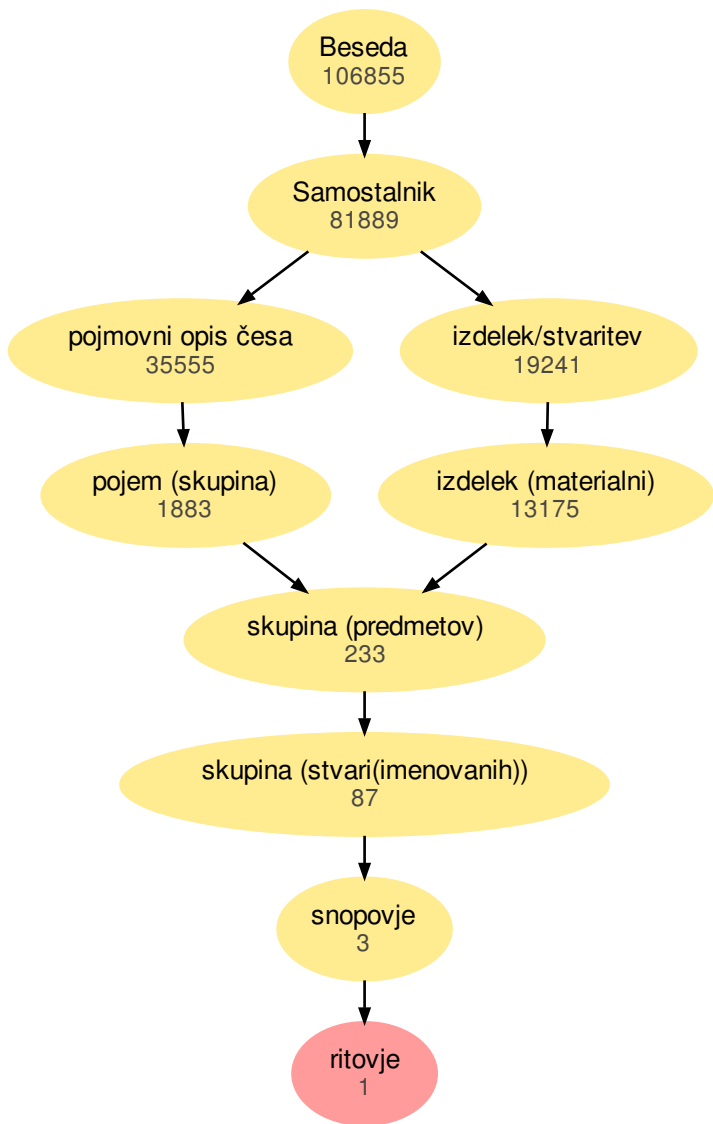 Beseda
106855
Samostalnik
81889
pojmovni opis česa
35555
izdelek/stvaritev
19241
pojem (skupina)
1883
izdelek (materialni)
13175
skupina (predmetov)
233
skupina (stvari(imenovanih))
87
snopovje
3
ritovje
1